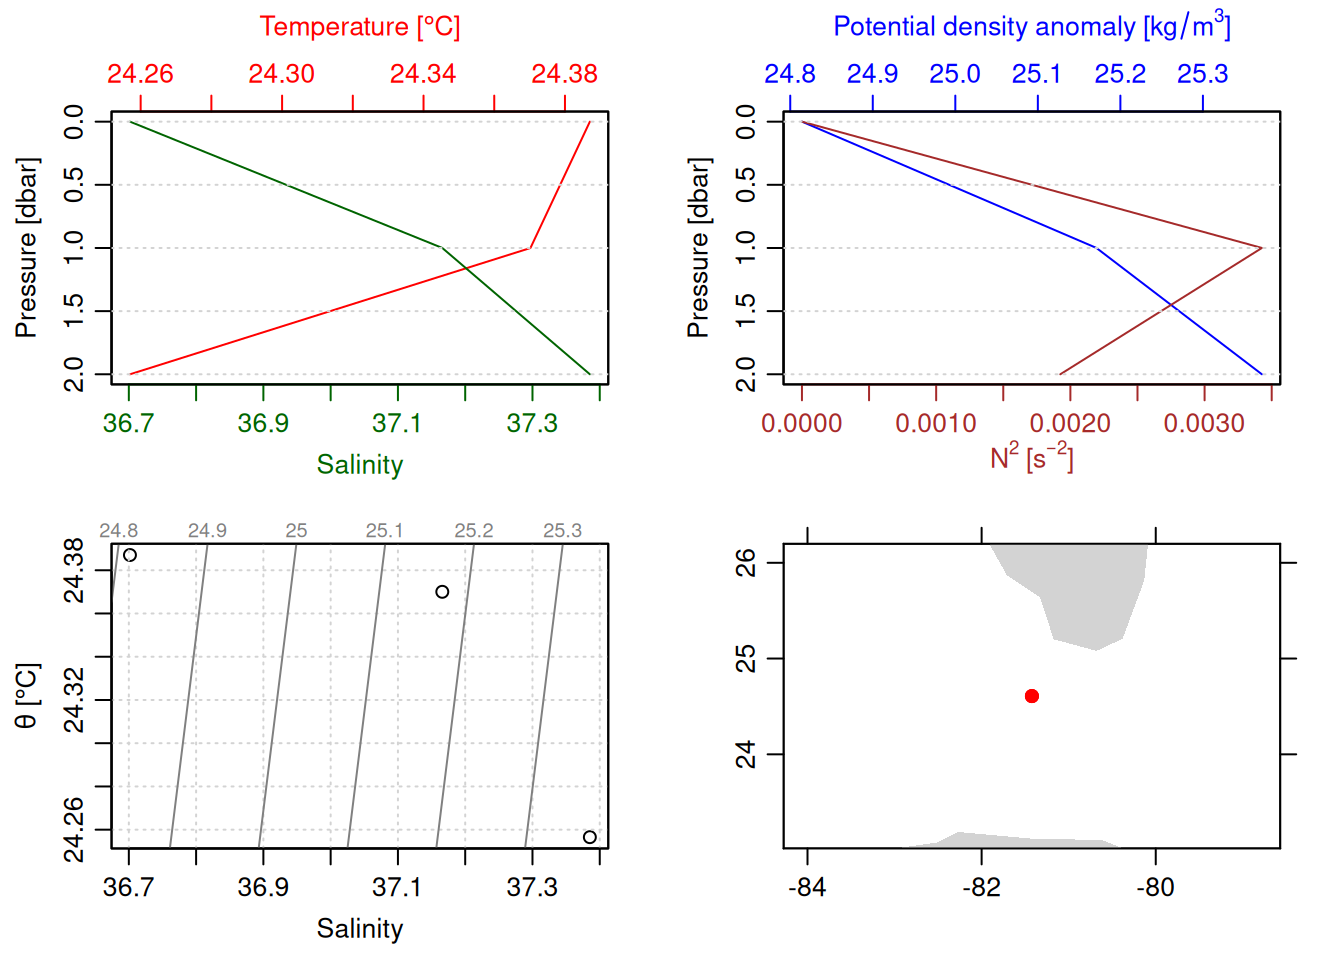 Temperature [°C]
24.26 24.30 24.34 24.38
Pressure [dbar]
0.0 0.5 1.0 1.5 2.0
36.7 36.9 37.1 37.3
Salinity
Potential density anomaly [kg/m³]
24.8 24.9 25.0 25.1 25.2 25.3
Pressure [dbar]
0.0 0.5 1.0 1.5 2.0
0.0000 0.0010 0.0020 0.0030
N² [s⁻²]
24.8 24.9 25 25.1 25.2 25.3
θ [°C]
24.38 24.32 24.26
36.7 36.9 37.1 37.3
Salinity
26 25 24
-84 -82 -80